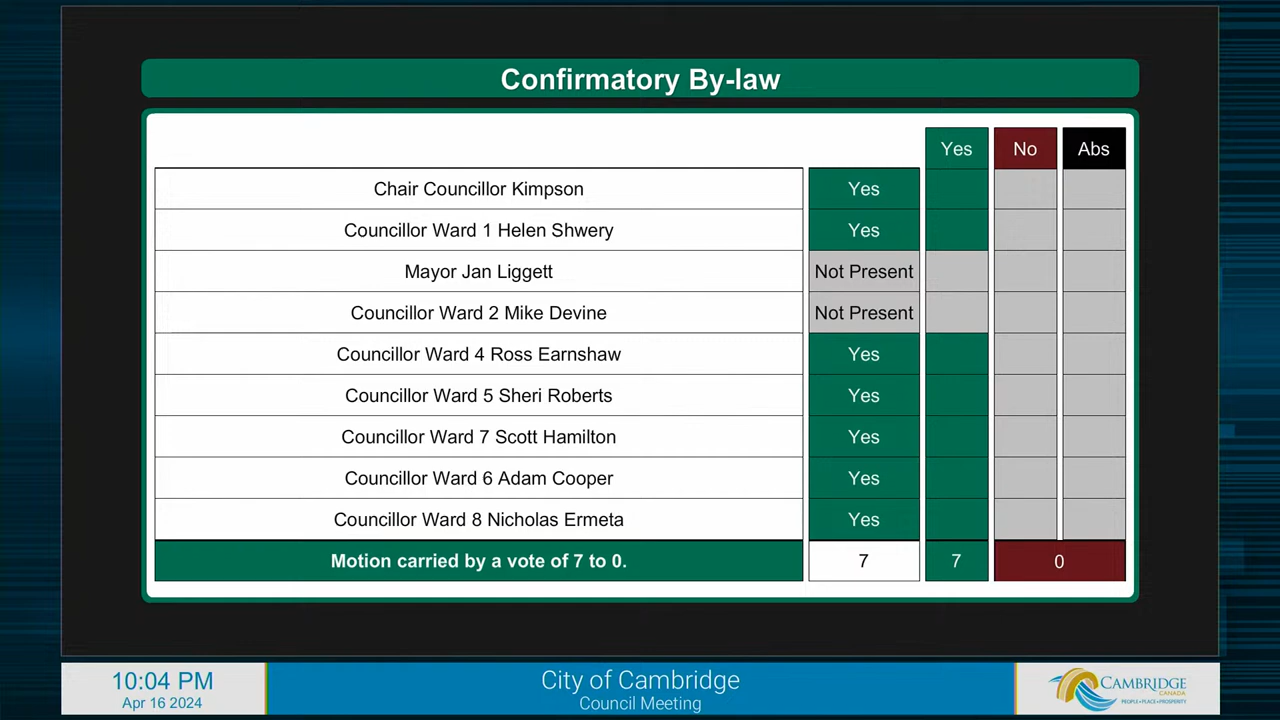 Confirmatory By-law
Yes No Abs
Chair Councillor Kimpson Yes
Councillor Ward 1 Helen Shwery Yes
Mayor Jan Liggett Not Present
Councillor Ward 2 Mike Devine Not Present
Councillor Ward 4 Ross Earnshaw Yes
Councillor Ward 5 Sheri Roberts Yes
Councillor Ward 7 Scott Hamilton Yes
Councillor Ward 6 Adam Cooper Yes
Councillor Ward 8 Nicholas Ermeta Yes
Motion carried by a vote of 7 to 0. 7 7 0
10:04 PM
Apr 16 2024
City of Cambridge
Council Meeting
CAMBRIDGE
CANADA
PEOPLE • PLACE • PROSPERITY